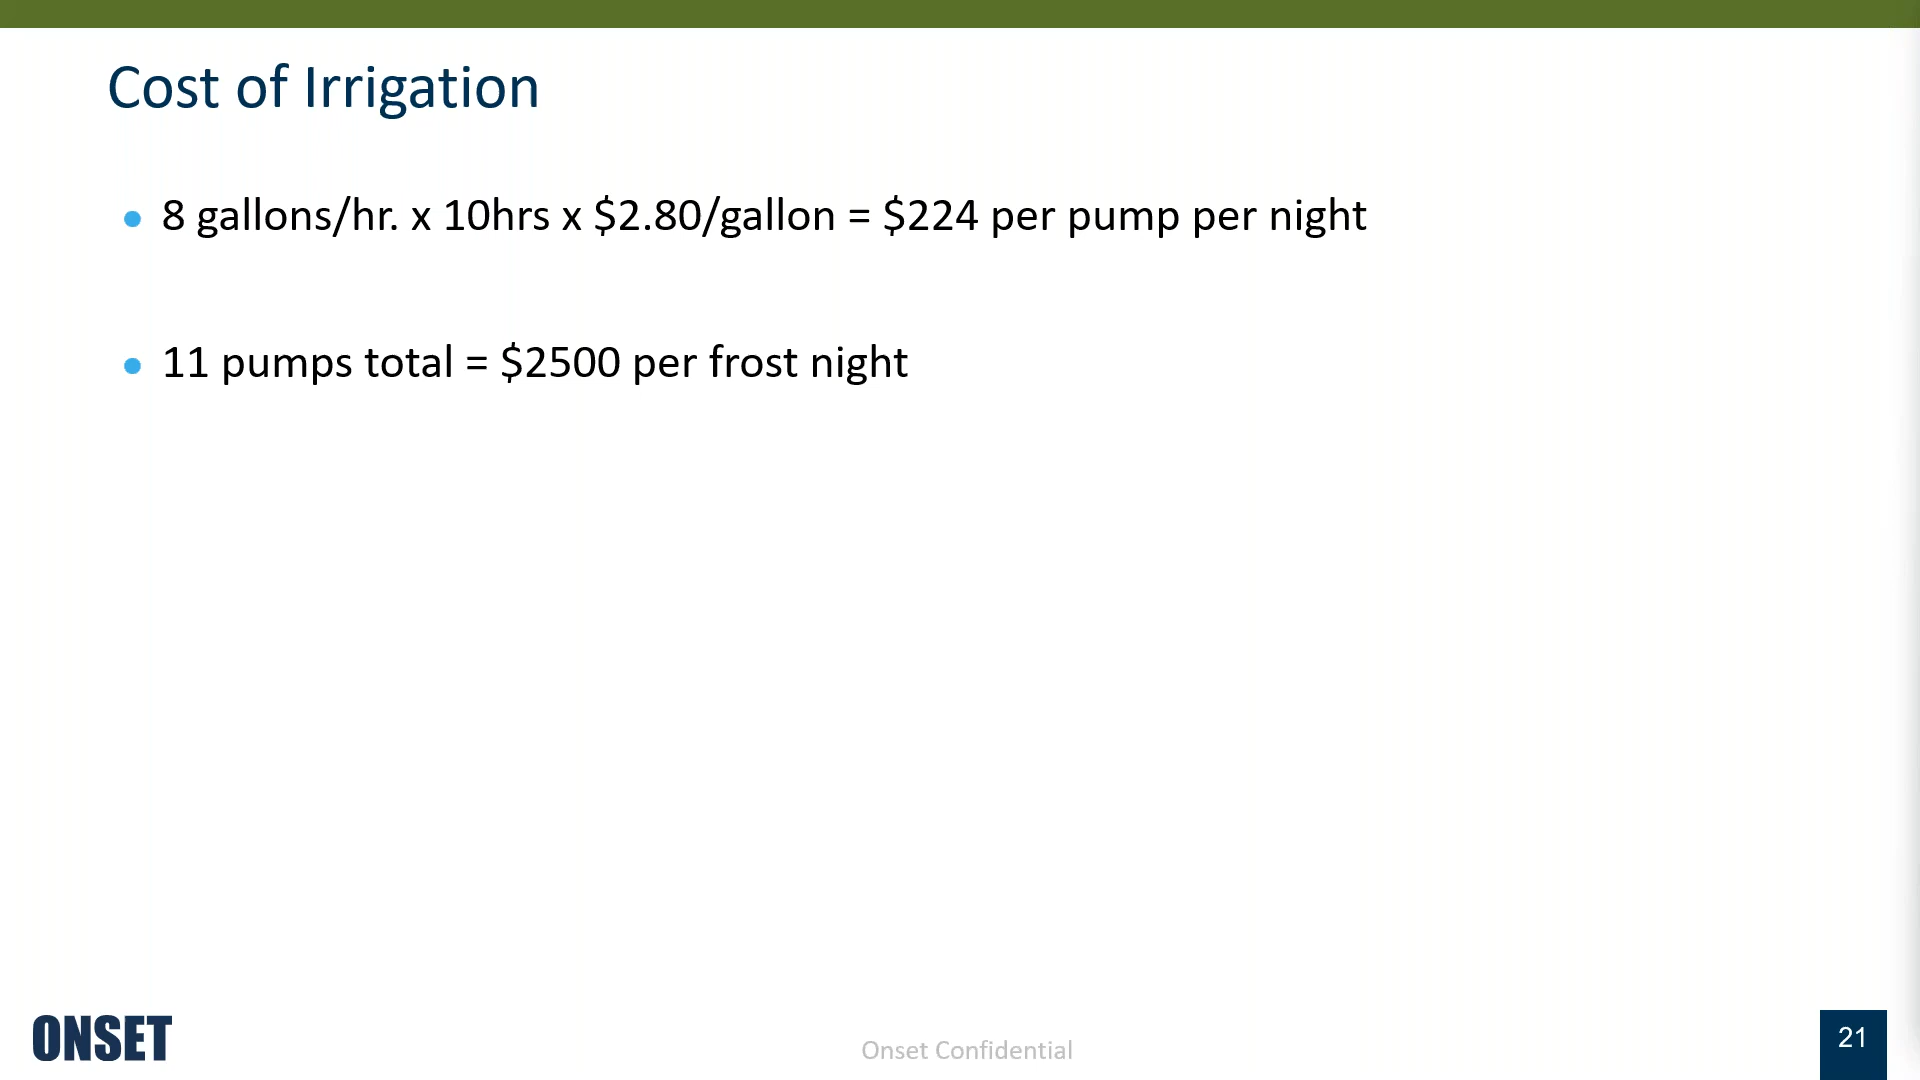 Cost of Irrigation
8 gallons/hr. x 10hrs x $2.80/gallon = $224 per pump per night
11 pumps total = $2500 per frost night
ONSET
Onset Confidential
21